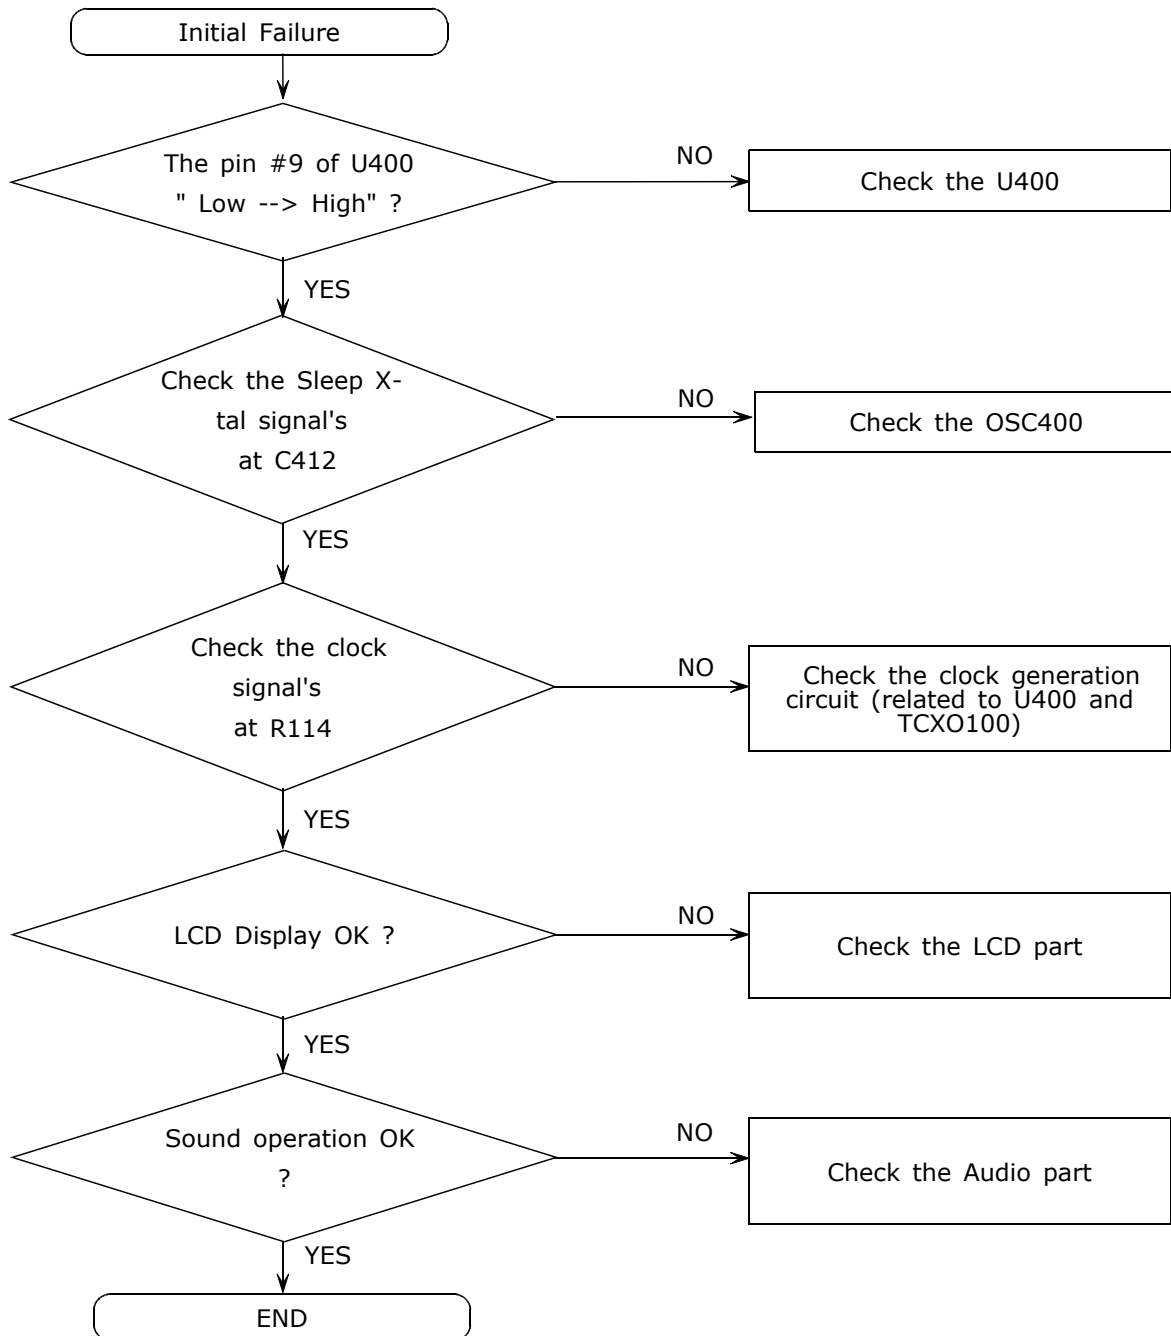 Initial Failure
The pin #9 of U400
" Low --> High" ?
NO
Check the U400
YES
Check the Sleep X-
tal signal's
at C412
NO
Check the OSC400
YES
Check the clock
signal's
at R114
NO
Check the clock generation
circuit (related to U400 and
TCXO100)
YES
LCD Display OK ?
NO
Check the LCD part
YES
Sound operation OK
?
NO
Check the Audio part
YES
END